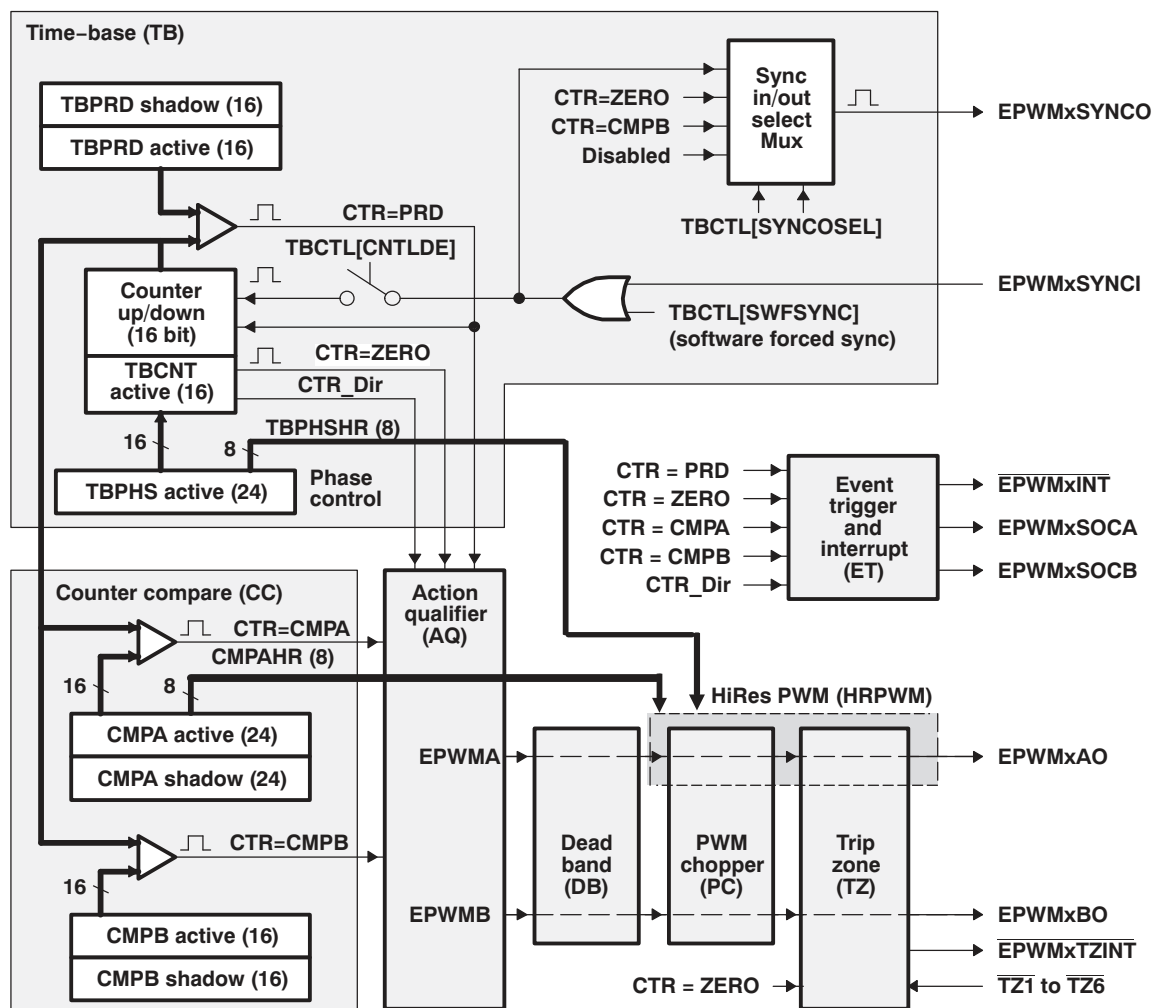 Time−base (TB)
TBPRD shadow (16)
TBPRD active (16)
CTR=PRD
TBCTL[CNTLDE]
Counter
up/down
(16 bit)
TBCNT
active (16)
CTR=ZERO
CTR_Dir
16
8
TBPHSHR (8)
TBPHS active (24)
Phase
control
CTR=ZERO
CTR=CMPB
Disabled
Sync
in/out
select
Mux
TBCTL[SYNCOSEL]
EPWMxSYNCO
EPWMxSYNCI
TBCTL[SWFSYNC]
(software forced sync)
CTR = PRD
CTR = ZERO
CTR = CMPA
CTR = CMPB
CTR_Dir
Event
trigger
and
interrupt
(ET)
EPWMxINT
EPWMxSOCA
EPWMxSOCB
Counter compare (CC)
CTR=CMPA
CMPAHR (8)
16
8
CMPA active (24)
CMPA shadow (24)
CTR=CMPB
16
CMPB active (16)
CMPB shadow (16)
Action
qualifier
(AQ)
EPWMA
EPWMB
Dead
band
(DB)
HiRes PWM (HRPWM)
PWM
chopper
(PC)
Trip
zone
(TZ)
CTR = ZERO
EPWMxAO
EPWMxBO
EPWMxTZINT
TZ1 to TZ6